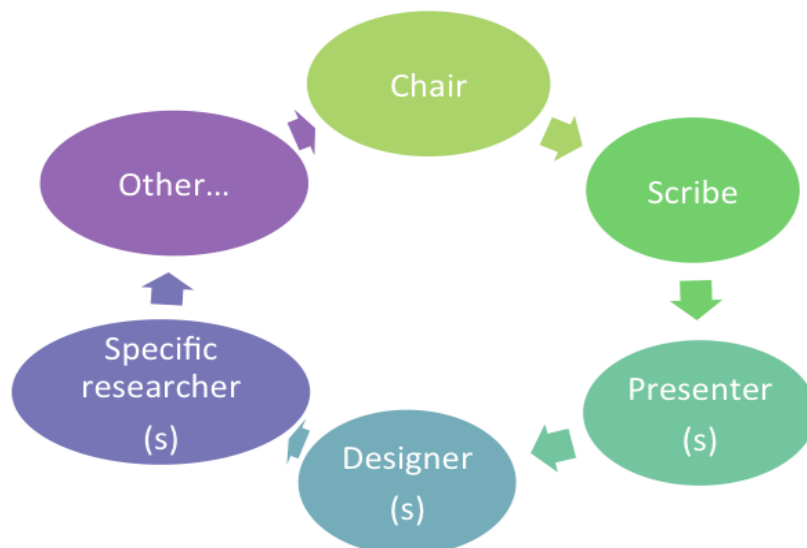 Chair
Scribe
Presenter
(s)
Designer
(s)
Specific
researcher
(s)
Other...